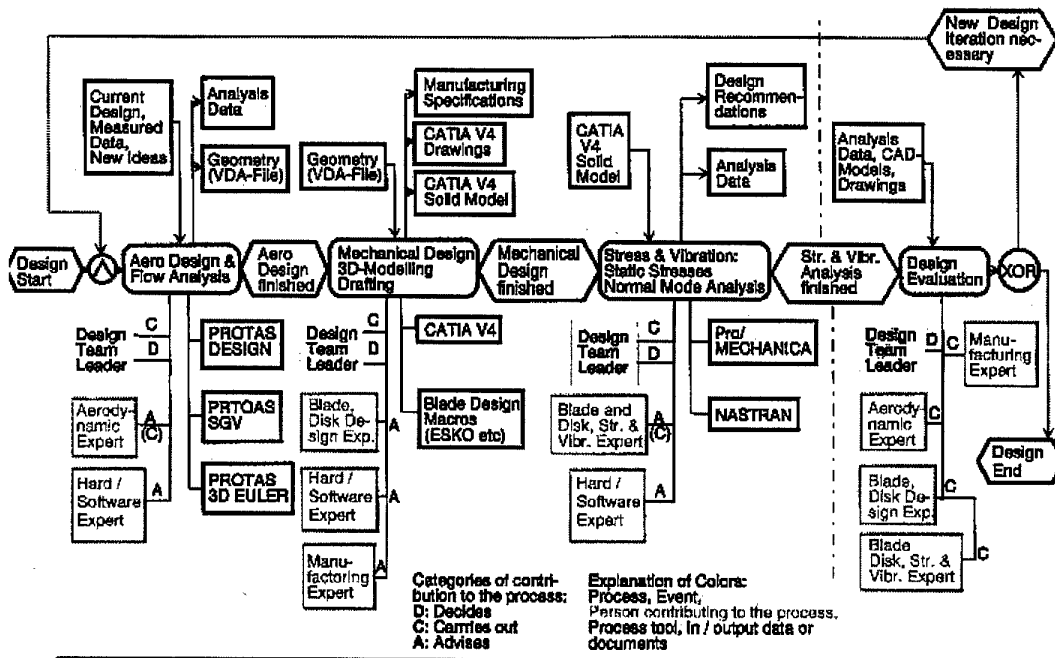 New Design
Iteration nec-
essary
Current
Design,
Measured
Data,
New Ideas
Analysis
Data
Geometry
(VDA-File)
Geometry
(VDA-File)
Manufacturing
Specifications
CATIA V4
Drawings
CATIA V4
Solid Model
CATIA
V4
Solid
Model
Design
Recommen-
dations
Analysis
Data
Analysis
Data, CAD-
Models,
Drawings
Design
Start
Λ
Aero Design &
Flow Analysis
Aero
Design
finished
Mechanical Design
3D-Modelling
Drafting
Mechanical
Design
finished
Stress & Vibration:
Static Stresses
Normal Mode Analysis
Str. & Vibr.
Analysis
finished
Design
Evaluation
XOR
Design
Team
Leader
C
D
Aerody-
namic
Expert
A
(C)
Hard /
Software
Expert
A
PROTAS
DESIGN
PRTOAS
SGV
PROTAS
3D EULER
Design
Team
Leader
C
D
Blade,
Disk De-
sign Exp.
A
Hard /
Software
Expert
A
Manu-
factoring
Expert
A
CATIA V4
Blade Design
Macros
(ESKO etc)
Design
Team
Leader
C
D
Blade and
Disk, Str. &
Vibr. Expert
A
(C)
Hard /
Software
Expert
A
Pro/
MECHANICA
NASTRAN
Design
Team
Leader
D
C
Manu-
facturing
Expert
Aerody-
namic
Expert
C
Blade,
Disk De-
sign Exp.
C
Blade
Disk, Str. &
Vibr. Expert
C
Design
End
Categories of contri-
bution to the process:
D: Decides
C: Carries out
A: Advises
Explanation of Colors:
Process, Event,
Person contributing to the process,
Process tool, In / output data or
documents